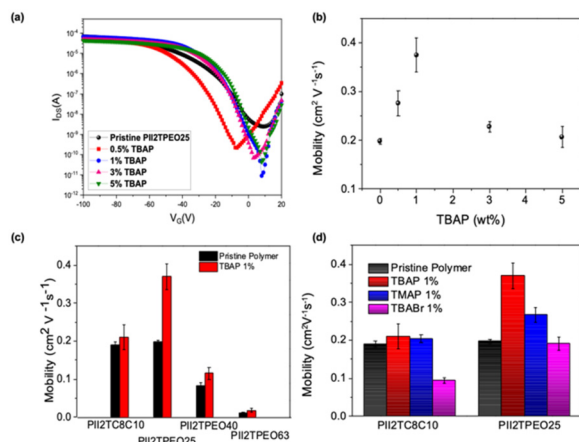 (a)
I_DS(A)
10^-3
10^-4
10^-5
10^-6
10^-7
10^-8
10^-9
10^-10
10^-11
10^-12
Pristine PII2TPEO25
0.5% TBAP
1% TBAP
3% TBAP
5% TBAP
-100 -80 -60 -40 -20 0 20
V_G(V)
(b)
Mobility (cm² V⁻¹s⁻¹)
0.4
0.3
0.2
0.1
0 1 2 3 4 5
TBAP (wt%)
(c)
Mobility (cm² V⁻¹s⁻¹)
0.4
0.3
0.2
0.1
0.0
Pristine Polymer
TBAP 1%
PII2TC8C10 PII2TPEO40
PII2TPEO25 PII2TPEO63
(d)
Mobility (cm²V⁻¹s⁻¹)
0.4
0.3
0.2
0.1
0.0
Pristine Polymer
TBAP 1%
TMAP 1%
TBABr 1%
PII2TC8C10 PII2TPEO25